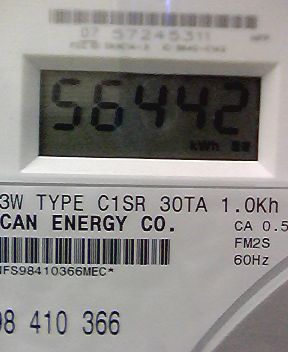 07 57245311
56442
kWh
3W TYPE C1SR 30TA 1.0Kh
CAN ENERGY CO.
CA 0.5
FM2S
60Hz
NFS98410366MEC*
98 410 366